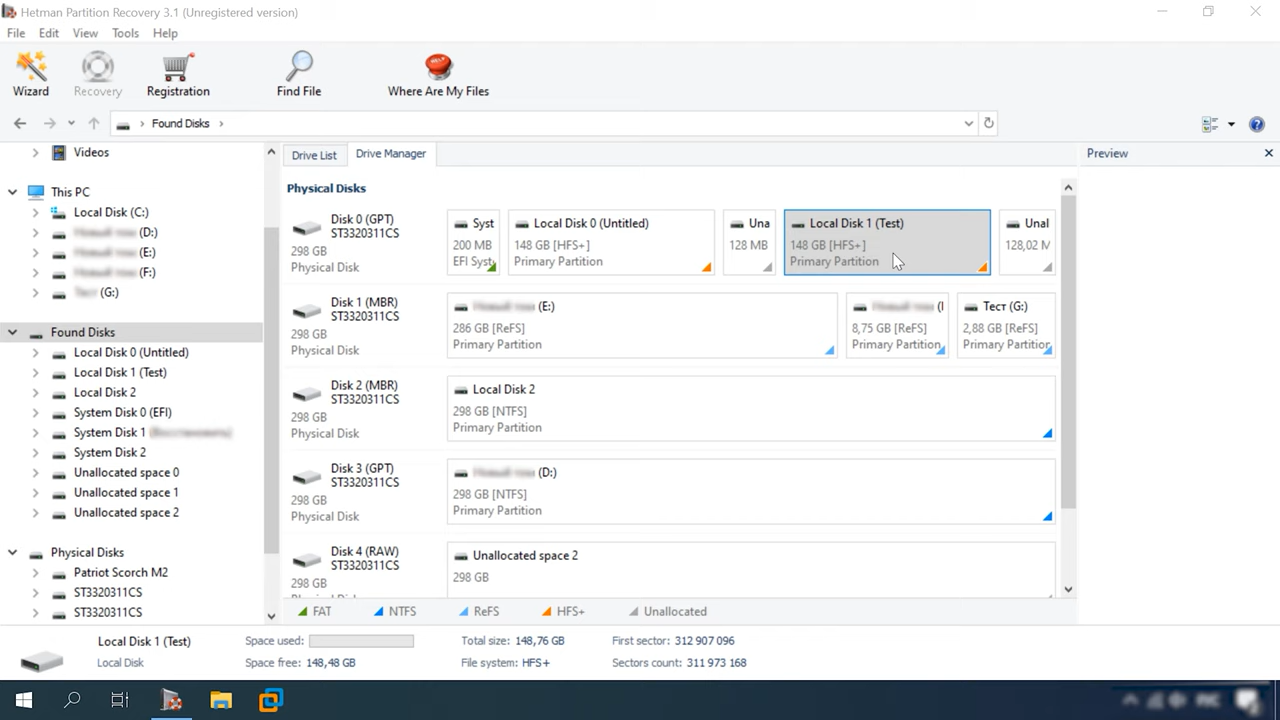 Hetman Partition Recovery 3.1 (Unregistered version)
File Edit View Tools Help
Wizard Recovery Registration Find File Where Are My Files
Found Disks
Videos
This PC
Local Disk (C:)
(D:)
(E:)
(F:)
(G:)
Found Disks
Local Disk 0 (Untitled)
Local Disk 1 (Test)
Local Disk 2
System Disk 0 (EFI)
System Disk 1
System Disk 2
Unallocated space 0
Unallocated space 1
Unallocated space 2
Physical Disks
Patriot Scorch M2
ST3320311CS
ST3320311CS
Drive List Drive Manager
Physical Disks
Disk 0 (GPT)
ST3320311CS
298 GB
Physical Disk
Syst
200 MB
EFI Syst
Local Disk 0 (Untitled)
148 GB [HFS+]
Primary Partition
Una
128 MB
Local Disk 1 (Test)
148 GB [HFS+]
Primary Partition
Unal
128,02 M
Disk 1 (MBR)
ST3320311CS
298 GB
Physical Disk
(E:)
286 GB [ReFS]
Primary Partition
8,75 GB [ReFS]
Primary Partition
Тест (G:)
2,88 GB [ReFS]
Primary Partition
Disk 2 (MBR)
ST3320311CS
298 GB
Physical Disk
Local Disk 2
298 GB [NTFS]
Primary Partition
Disk 3 (GPT)
ST3320311CS
298 GB
Physical Disk
(D:)
298 GB [NTFS]
Primary Partition
Disk 4 (RAW)
ST3320311CS
298 GB
Unallocated space 2
298 GB
FAT NTFS ReFS HFS+ Unallocated
Preview
Local Disk 1 (Test)
Local Disk
Space used:
Space free: 148,48 GB
Total size: 148,76 GB
File system: HFS+
First sector: 312 907 096
Sectors count: 311 973 168